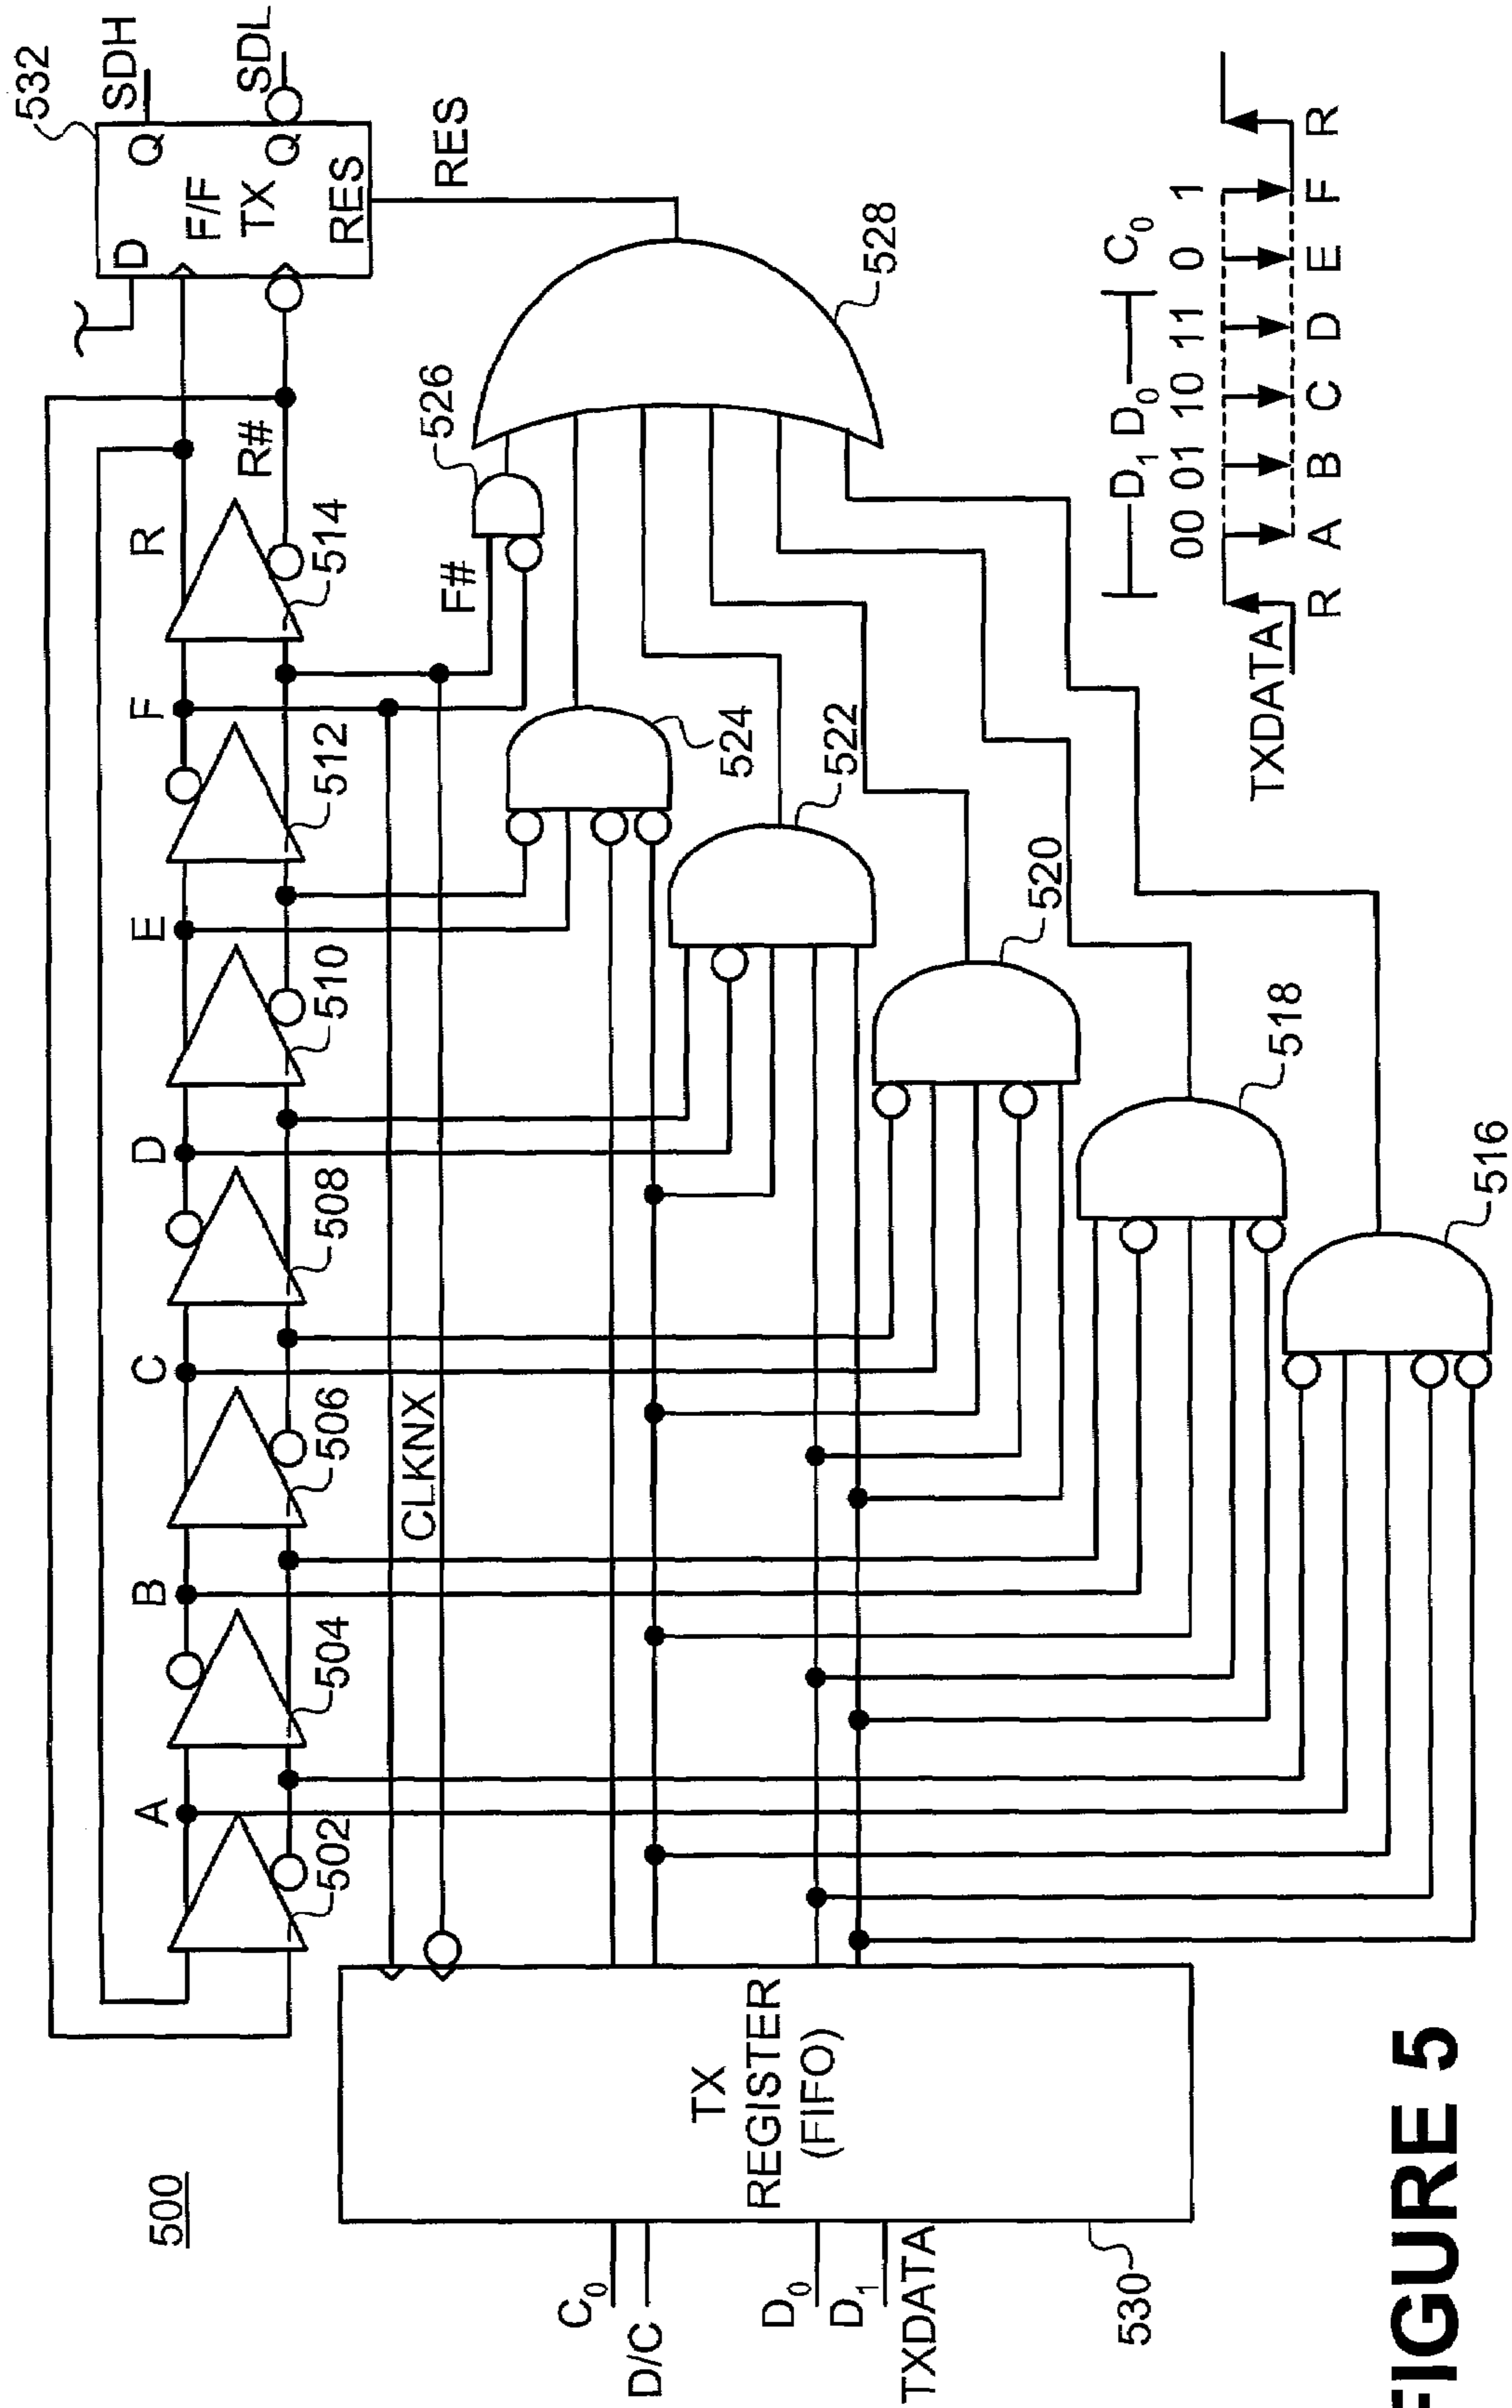 500
532
D
Q
SDH
F/F
TX
Q
SDL
RES
RES
A
B
C
D
E
F
R
R#
502
504
506
508
510
512
514
F#
526
CLKNX
528
524
522
520
518
516
TX
REGISTER
(FIFO)
C0
D/C
D0
D1
TXDATA
530
D1 D0 C0
00 01 10 11 0 1
TXDATA
R A B C D E F R
FIGURE 5